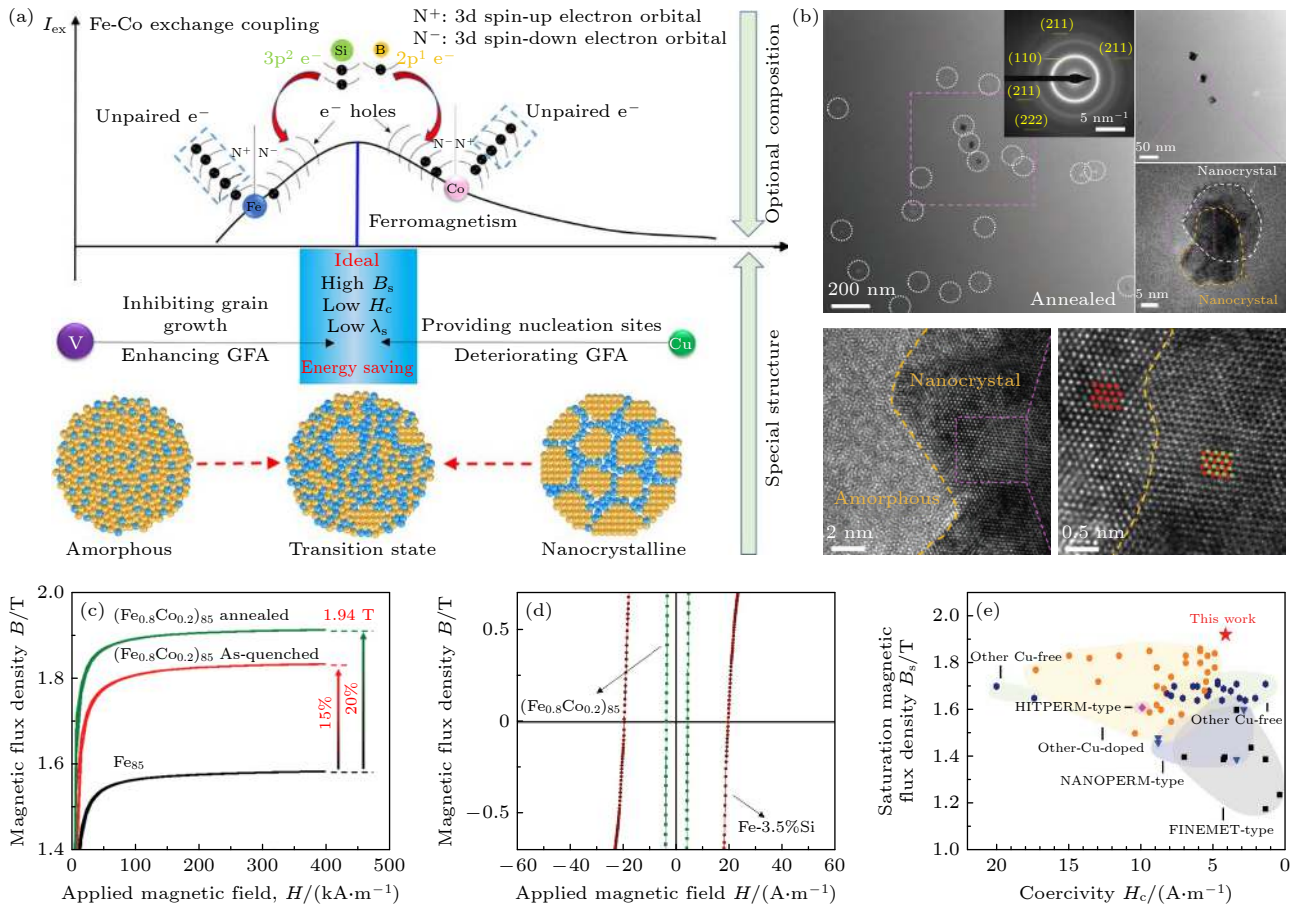 (a)
I_ex
Fe-Co exchange coupling
N⁺: 3d spin-up electron orbital
N⁻: 3d spin-down electron orbital
Si
B
3p² e⁻
2p¹ e⁻
e⁻ holes
Unpaired e⁻
Unpaired e⁻
N⁺
N⁻
N⁻
N⁺
Fe
Co
Ferromagnetism
Optional composition
Ideal
High B_s
Low H_c
Low λ_s
Energy saving
Inhibiting grain
growth
Enhancing GFA
V
Providing nucleation sites
Deteriorating GFA
Cu
Special structure
Amorphous
Transition state
Nanocrystalline
(b)
(211)
(110)
(211)
(211)
(222)
5 nm⁻¹
200 nm
Annealed
50 nm
Nanocrystal
Nanocrystal
5 nm
Nanocrystal
Amorphous
2 nm
0.5 nm
(c)
Magnetic flux density B/T
2.0
1.8
1.6
1.4
(Fe₀.₈Co₀.₂)₈₅ annealed
1.94 T
(Fe₀.₈Co₀.₂)₈₅ As-quenched
15%
20%
Fe₈₅
0
100
200
300
400
500
Applied magnetic field, H/(kA·m⁻¹)
(d)
Magnetic flux density B/T
0.5
0
-0.5
(Fe₀.₈Co₀.₂)₈₅
Fe-3.5%Si
−60
−40
−20
0
20
40
60
Applied magnetic field H/(A·m⁻¹)
(e)
Saturation magnetic
flux density B_s/T
2.0
1.8
1.6
1.4
1.2
1.0
This work
Other Cu-free
HITPERM-type
Other Cu-free
Other-Cu-doped
NANOPERM-type
FINEMET-type
20
15
10
5
0
Coercivity H_c/(A·m⁻¹)